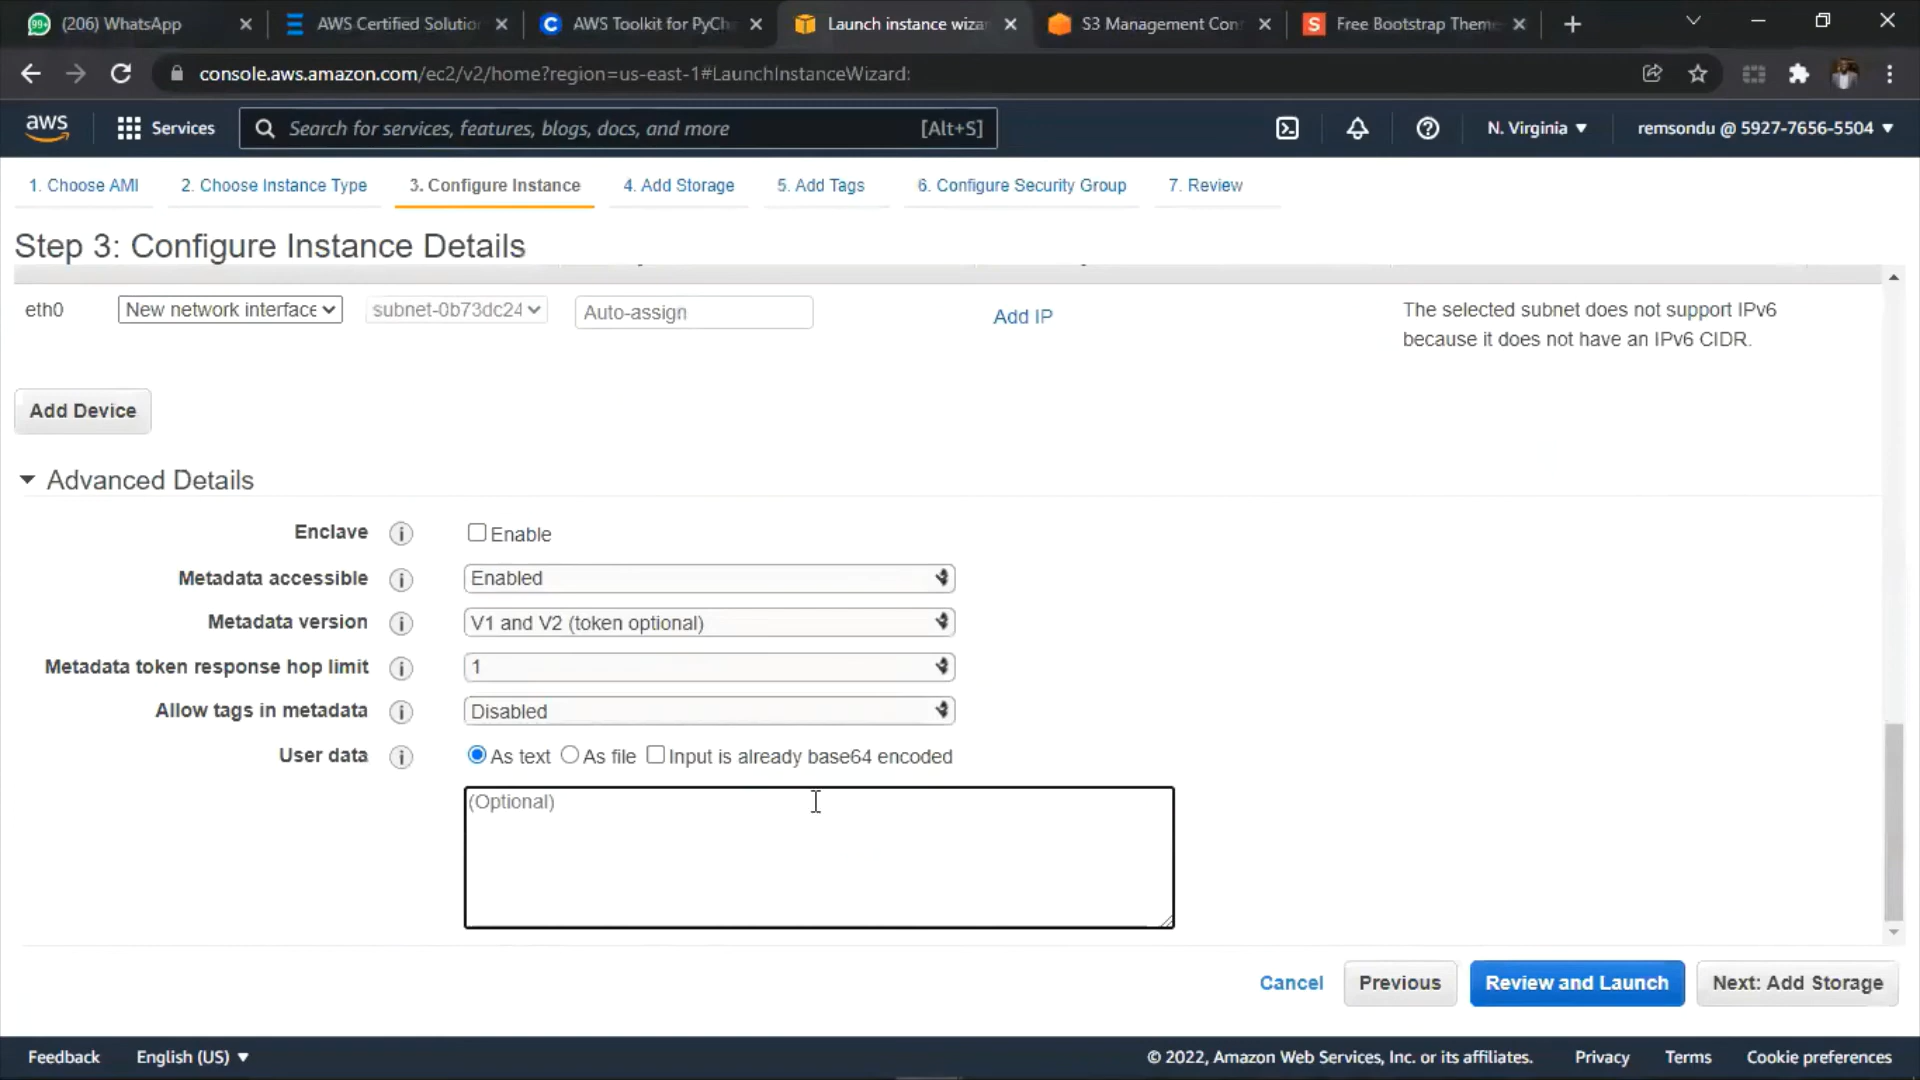 99+ (206) WhatsApp
AWS Certified Solutio
AWS Toolkit for PyCh
Launch instance wiza
S3 Management Con
S Free Bootstrap Theme
console.aws.amazon.com/ec2/v2/home?region=us-east-1#LaunchInstanceWizard:
aws
Services
Search for services, features, blogs, docs, and more
[Alt+S]
N. Virginia
remsondu @ 5927-7656-5504
1. Choose AMI
2. Choose Instance Type
3. Configure Instance
4. Add Storage
5. Add Tags
6. Configure Security Group
7. Review
Step 3: Configure Instance Details
eth0
New network interface
subnet-0b73dc24
Auto-assign
Add IP
The selected subnet does not support IPv6
because it does not have an IPv6 CIDR.
Add Device
Advanced Details
Enclave
Enable
Metadata accessible
Enabled
Metadata version
V1 and V2 (token optional)
Metadata token response hop limit
1
Allow tags in metadata
Disabled
User data
As text
As file
Input is already base64 encoded
(Optional)
Cancel
Previous
Review and Launch
Next: Add Storage
Feedback
English (US)
© 2022, Amazon Web Services, Inc. or its affiliates.
Privacy
Terms
Cookie preferences